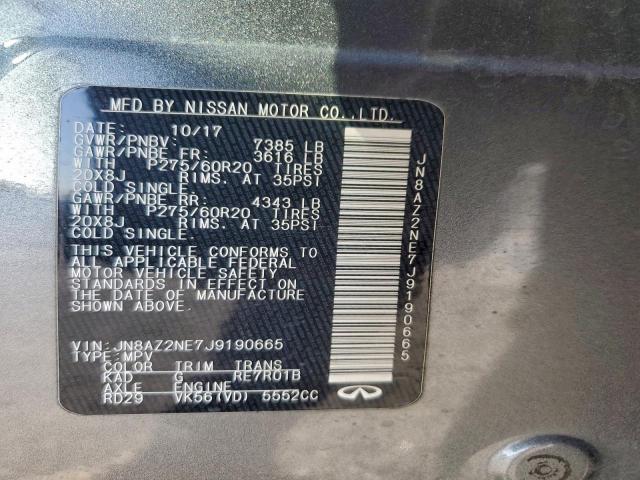 MFD BY NISSAN MOTOR CO.,LTD.
DATE: 10/17
GVWR/PNBV: 7385 LB
GAWR/PNBE FR: 3616 LB
WITH P275/60R20 TIRES
20X8J RIMS. AT 35PSI
COLD SINGLE
GAWR/PNBE RR: 4343 LB
WITH P275/60R20 TIRES
20X8J RIMS. AT 35PSI
COLD SINGLE.
THIS VEHICLE CONFORMS TO
ALL APPLICABLE FEDERAL
MOTOR VEHICLE SAFETY
STANDARDS IN EFFECT ON
THE DATE OF MANUFACTURE
SHOWN ABOVE.
VIN: JN8AZ2NE7J9190665
TYPE: MPV
COLOR TRIM TRANS
KAD G RE7R01B
AXLE ENGINE
RD29 VK56(VD) 5552CC
JN8AZ2NE7J9190665